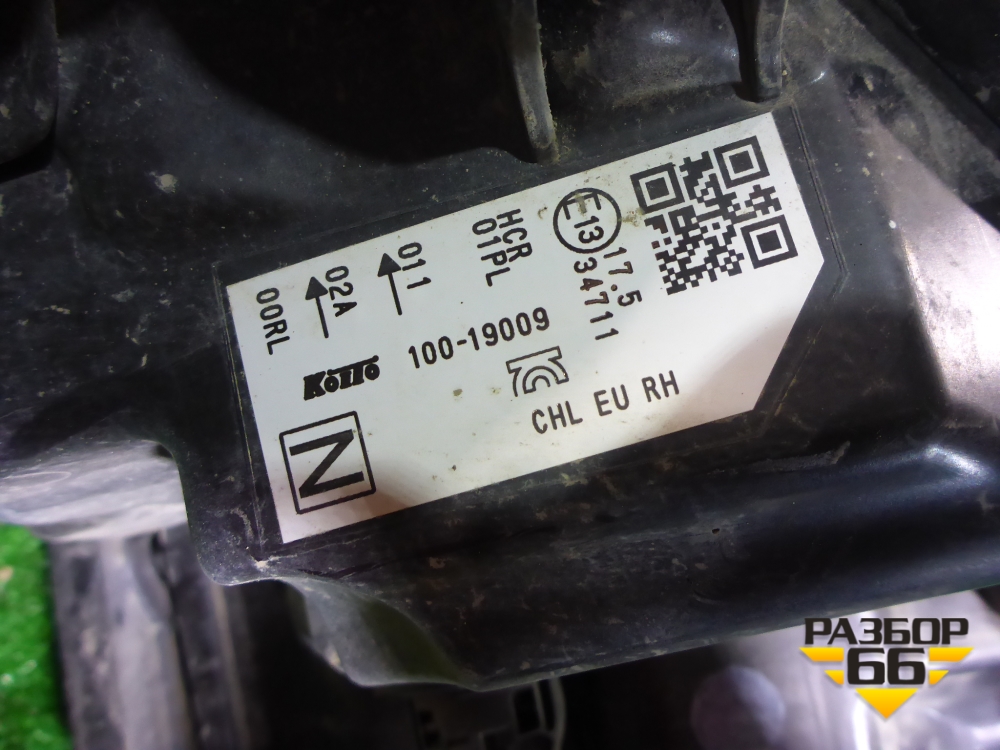 00RL
02A
011
HCR
01PL
E13
17.5
34711
Koito
100-19009
CHL EU RH
N
РАЗБОР
66